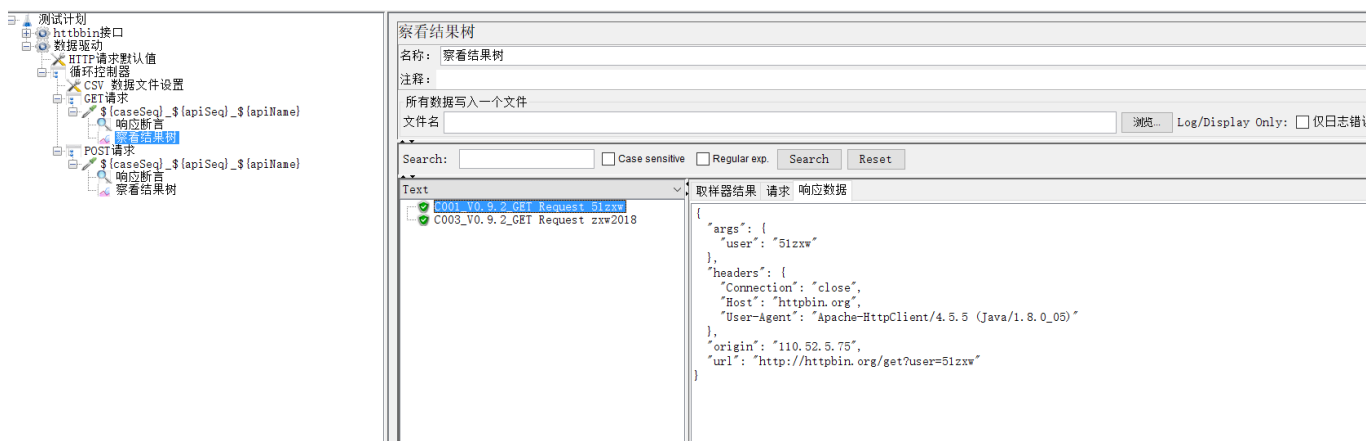 测试计划
httbbin接口
数据驱动
HTTP请求默认值
循环控制器
CSV 数据文件设置
GET请求
${caseSeq}_${apiSeq}_${apiName}
响应断言
察看结果树
POST请求
${caseSeq}_${apiSeq}_${apiName}
响应断言
察看结果树
察看结果树
名称： 察看结果树
注释：
所有数据写入一个文件
文件名 浏览... Log/Display Only: 仅日志错误
Search: Case sensitive Regular exp. Search Reset
Text
C001_V0.9.2_GET Request 51zxw
C003_V0.9.2_GET Request zxw2018
取样器结果 请求 响应数据
{
"args": {
"user": "51zxw"
},
"headers": {
"Connection": "close",
"Host": "httpbin.org",
"User-Agent": "Apache-HttpClient/4.5.5 (Java/1.8.0_05)"
},
"origin": "110.52.5.75",
"url": "http://httpbin.org/get?user=51zxw"
}